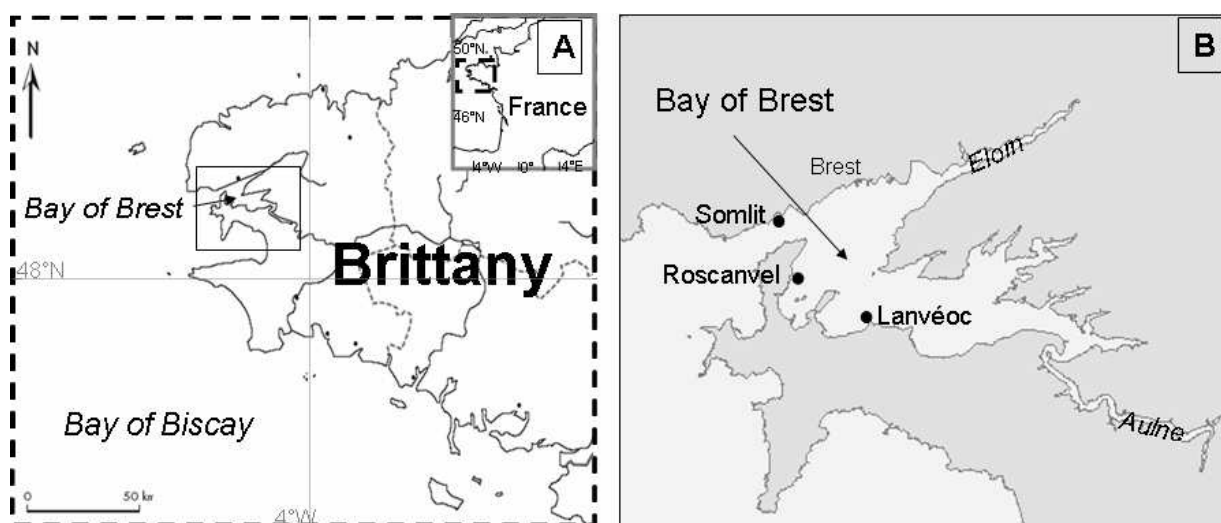 N
50°N
A
France
46°N
4°W
0°
4°E
Bay of Brest
48°N
Brittany
Bay of Biscay
0
50 km
4°W
B
Bay of Brest
Brest
Elorn
Somlit
Roscanvel
Lanvéoc
Aulne